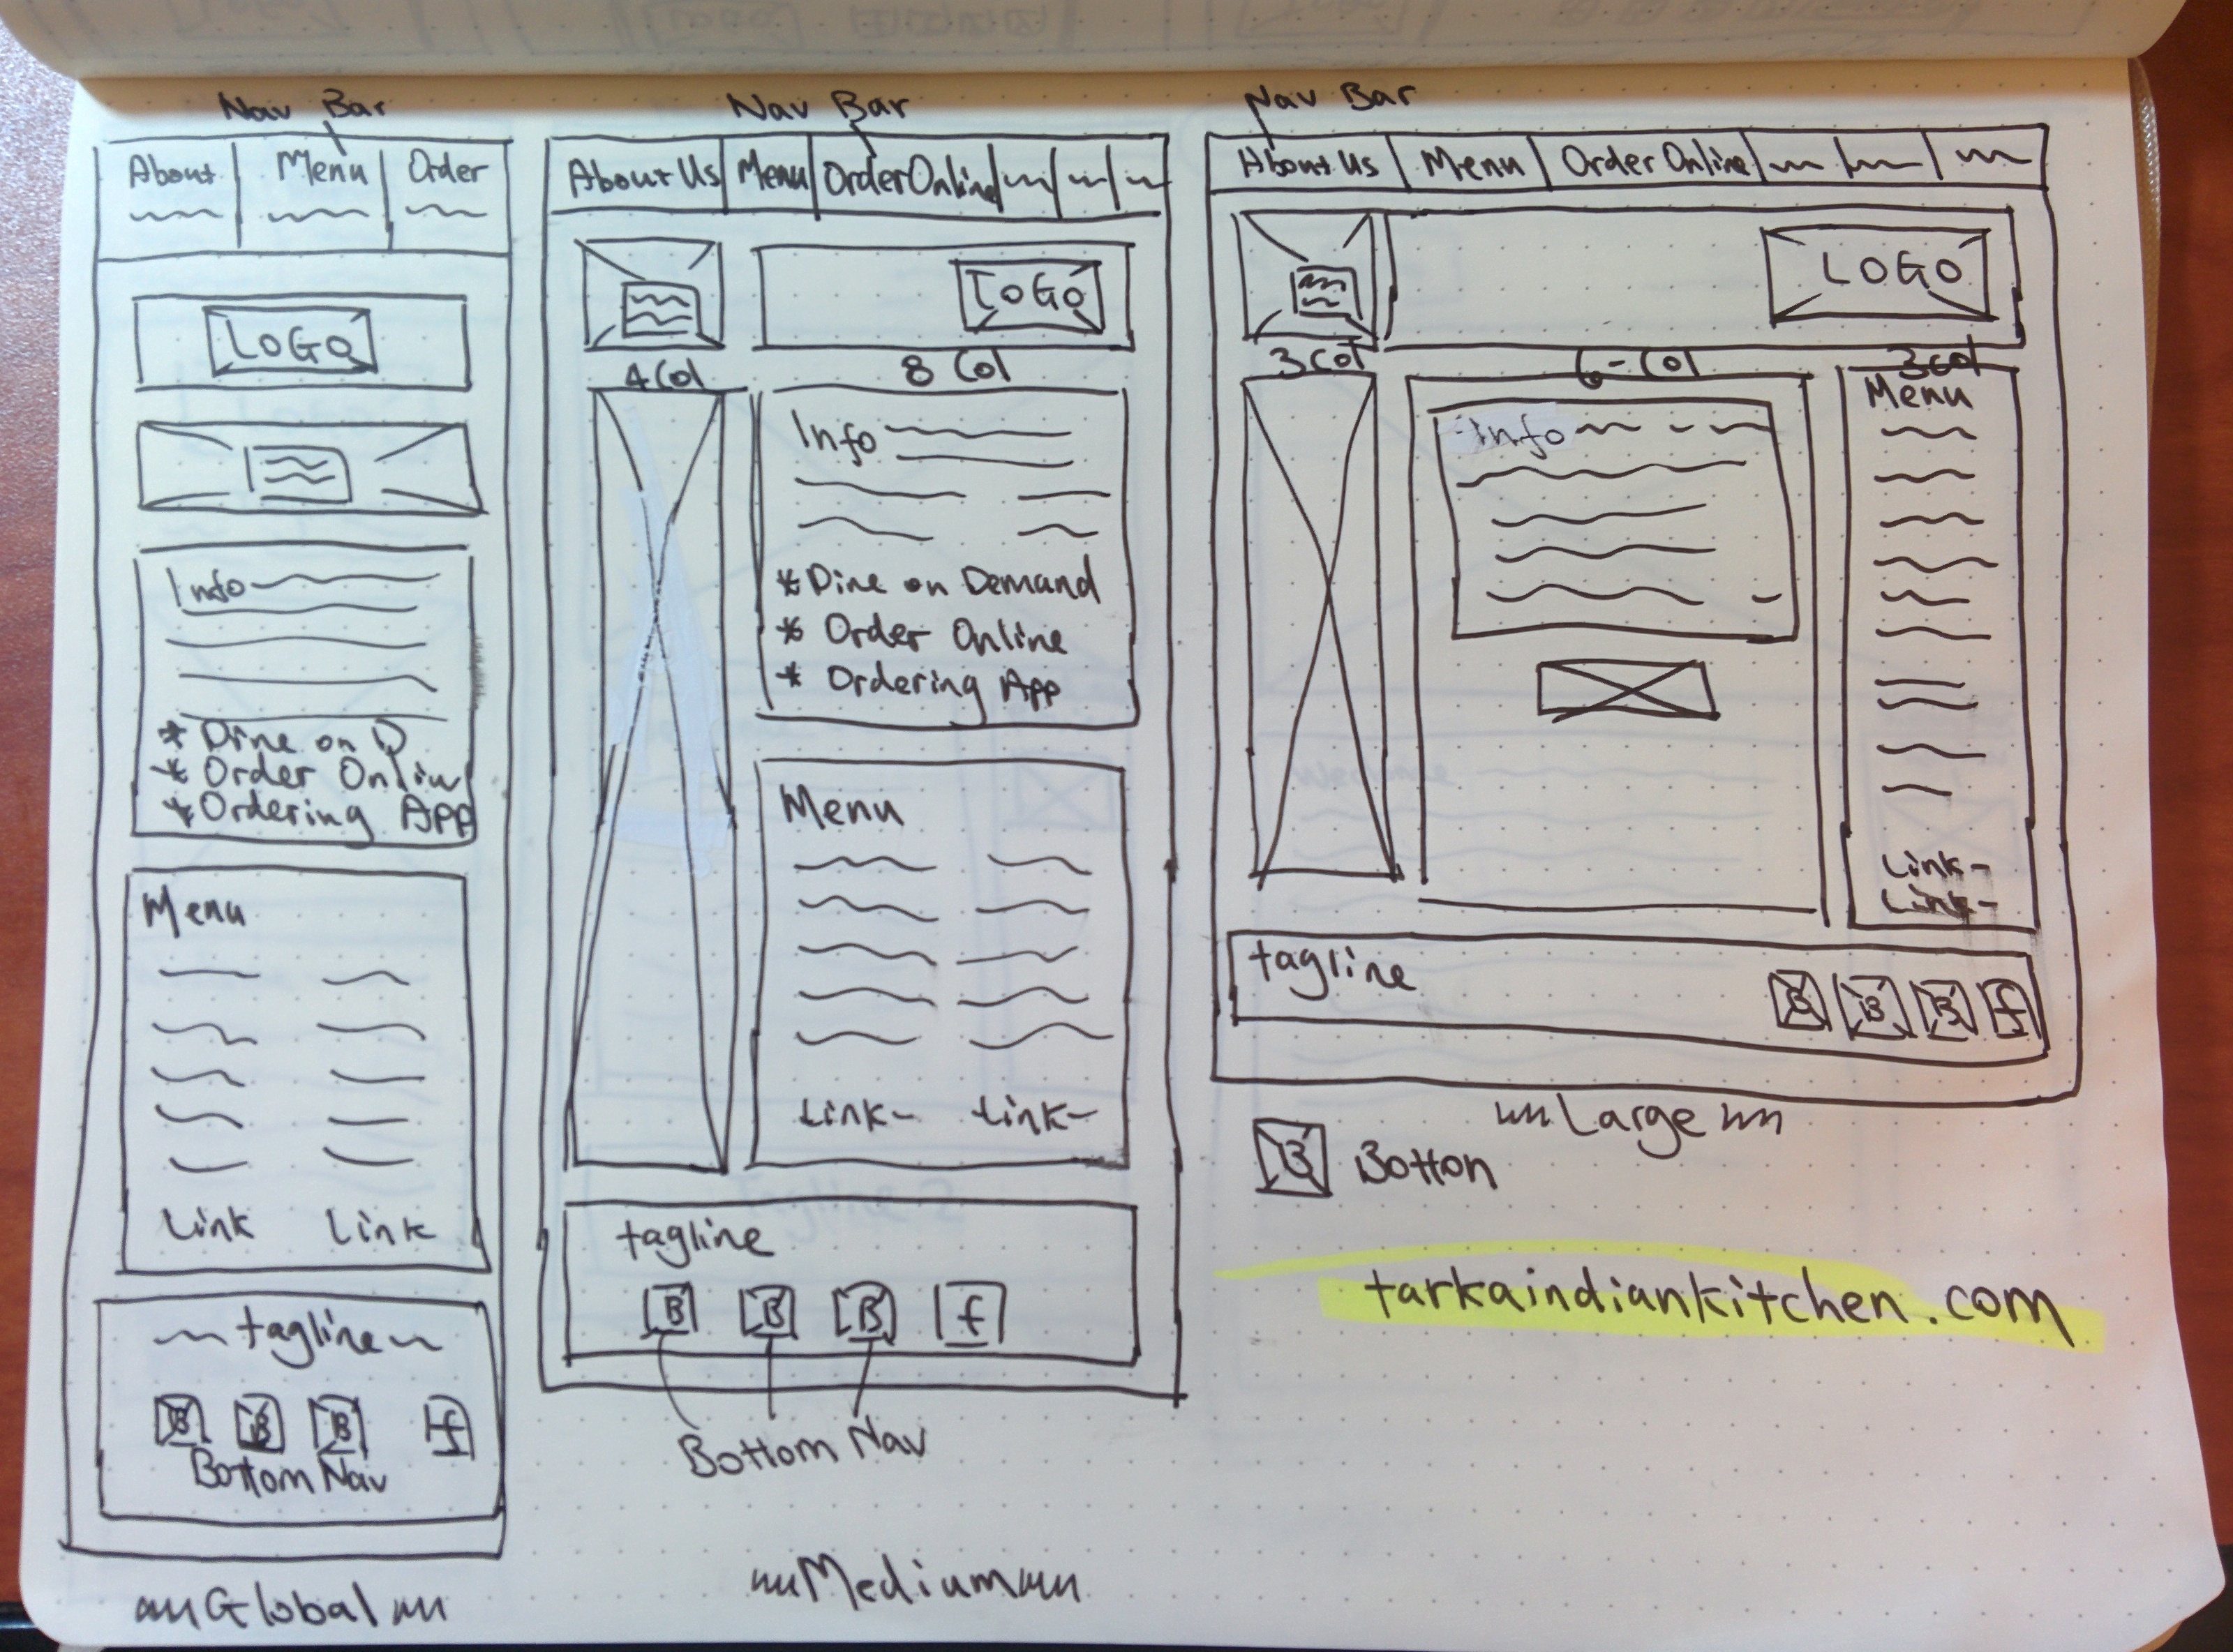 Nav Bar
About
Menu
Order
LOGO
Info
* Dine on D
* Order Onlin
* Ordering App
Menu
Link
Link
tagline
B
B
B
f
Bottom Nav
Global
Nav Bar
About Us
Menu
Order Online
LOGO
4 Col
8 Col
Info
* Dine on Demand
* Order Online
* Ordering App
Menu
Link
Link
tagline
B
B
B
f
Bottom Nav
Medium
Nav Bar
About Us
Menu
Order Online
LOGO
3 Col
6-Col
3 col
Info
Menu
Link
Link
tagline
B
B
B
f
Large
B Botton
tarkaindiankitchen.com